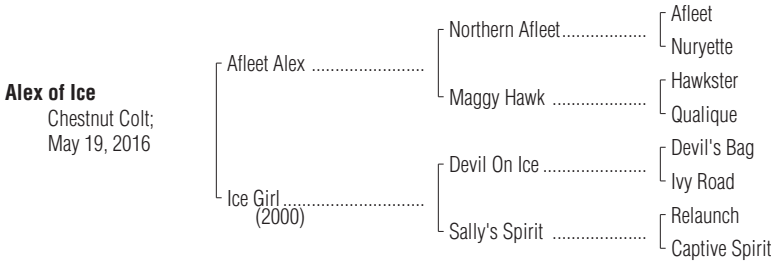 Alex of Ice
Chestnut Colt;
May 19, 2016
Afleet Alex ........................
Ice Girl ..............................
(2000)
Northern Afleet..................
Maggy Hawk ....................
Devil On Ice ......................
Sally's Spirit ....................
Afleet
Nuryette
Hawkster
Qualique
Devil's Bag
Ivy Road
Relaunch
Captive Spirit